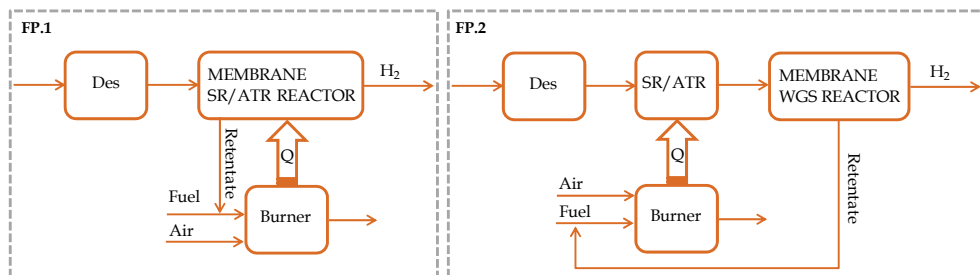 FP.1
Des
MEMBRANE
SR/ATR REACTOR
H2
Retentate
Q
Fuel
Air
Burner
FP.2
Des
SR/ATR
MEMBRANE
WGS REACTOR
H2
Q
Retentate
Air
Fuel
Burner